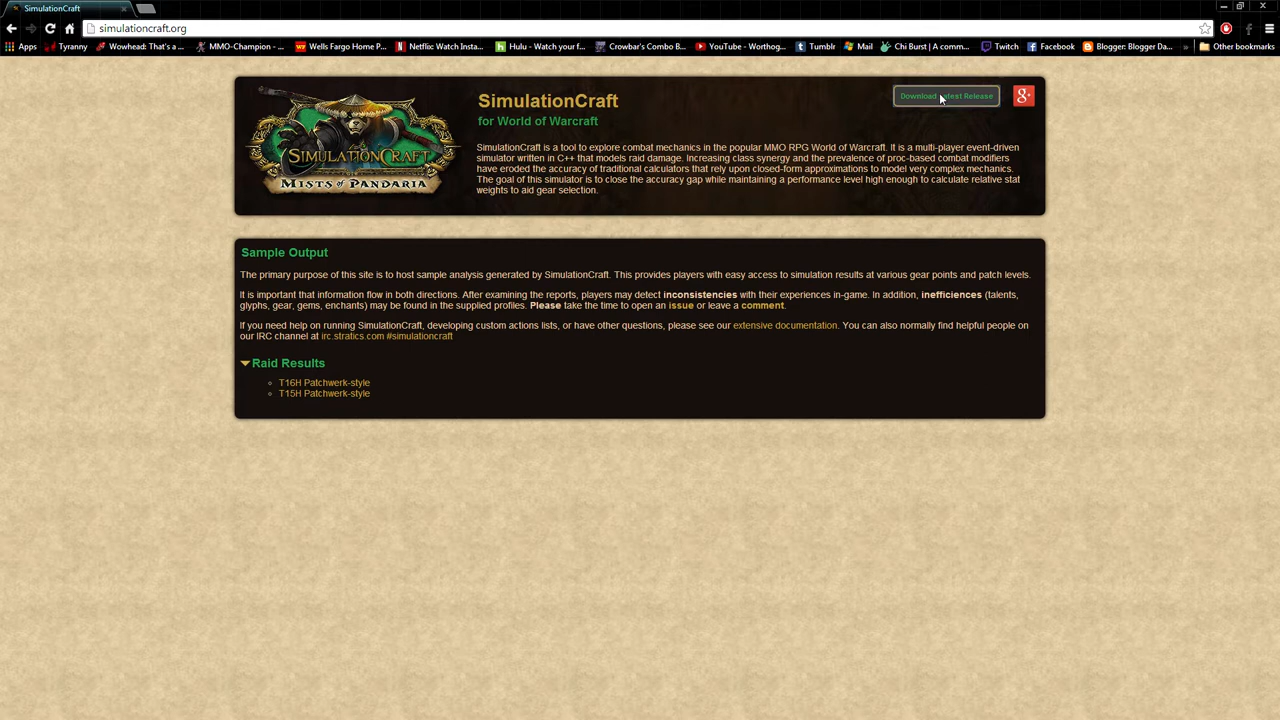 SimulationCraft
simulationcraft.org
Apps Tyranny Wowhead: That's a ... MMO-Champion - ... Wells Fargo Home P... Netflic Watch Insta... Hulu - Watch your f... Crowbar's Combo B... YouTube - Worthog... Tumblr Mail Chi Burst | A comm... Twitch Facebook Blogger: Blogger Da... » Other bookmarks
SimulationCraft
for World of Warcraft
Download Latest Release
SIMULATIONCRAFT
MISTS OF PANDARIA
SimulationCraft is a tool to explore combat mechanics in the popular MMO RPG World of Warcraft. It is a multi-player event-driven
simulator written in C++ that models raid damage. Increasing class synergy and the prevalence of proc-based combat modifiers
have eroded the accuracy of traditional calculators that rely upon closed-form approximations to model very complex mechanics.
The goal of this simulator is to close the accuracy gap while maintaining a performance level high enough to calculate relative stat
weights to aid gear selection.
Sample Output
The primary purpose of this site is to host sample analysis generated by SimulationCraft. This provides players with easy access to simulation results at various gear points and patch levels.
It is important that information flow in both directions. After examining the reports, players may detect inconsistencies with their experiences in-game. In addition, inefficiences (talents,
glyphs, gear, gems, enchants) may be found in the supplied profiles. Please take the time to open an issue or leave a comment.
If you need help on running SimulationCraft, developing custom actions lists, or have other questions, please see our extensive documentation. You can also normally find helpful people on
our IRC channel at irc.stratics.com #simulationcraft
Raid Results
T16H Patchwerk-style
T15H Patchwerk-style